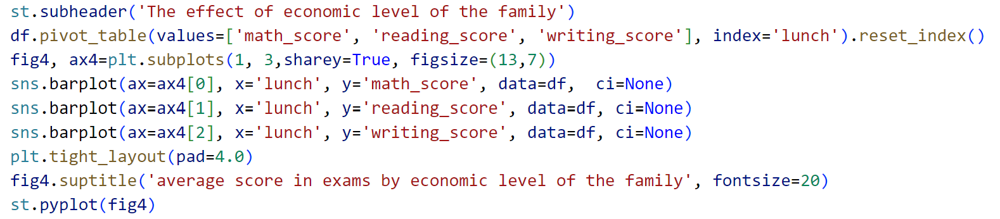 st.subheader('The effect of economic level of the family')
df.pivot_table(values=['math_score', 'reading_score', 'writing_score'], index='lunch').reset_index()
fig4, ax4=plt.subplots(1, 3,sharey=True, figsize=(13,7))
sns.barplot(ax=ax4[0], x='lunch', y='math_score', data=df,  ci=None)
sns.barplot(ax=ax4[1], x='lunch', y='reading_score', data=df, ci=None)
sns.barplot(ax=ax4[2], x='lunch', y='writing_score', data=df, ci=None)
plt.tight_layout(pad=4.0)
fig4.suptitle('average score in exams by economic level of the family', fontsize=20)
st.pyplot(fig4)